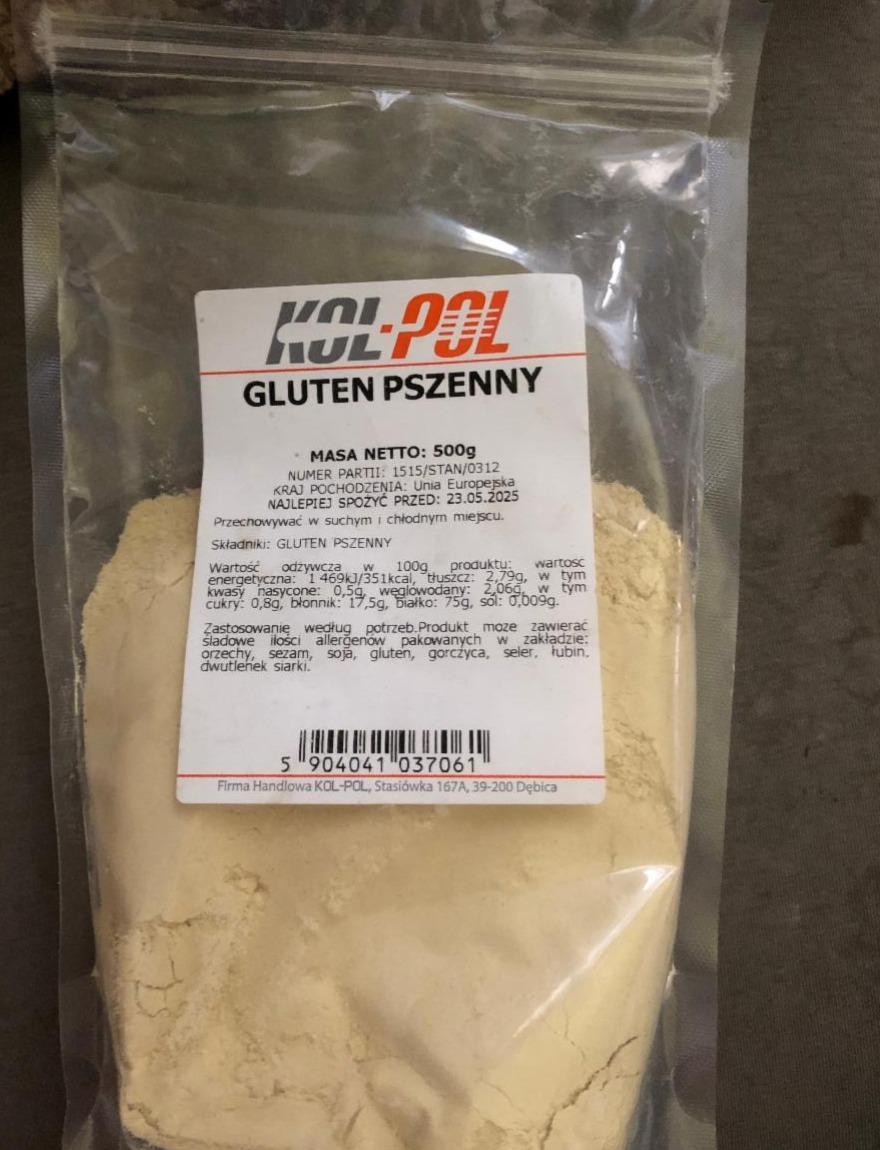 KOL-POL
GLUTEN PSZENNY
MASA NETTO: 500g
NUMER PARTII: 1515/STAN/0312
KRAJ POCHODZENIA: Unia Europejska
NAJLEPIEJ SPOŻYĆ PRZED: 23.05.2025
Przechowywać w suchym i chłodnym miejscu.
Składniki: GLUTEN PSZENNY
Wartość odżywcza w 100g produktu: wartość
energetyczna: 1 469kJ/351kcal, tłuszcz: 2,79g, w tym
kwasy nasycone: 0,5g, węglowodany: 2,06g, w tym
cukry: 0,8g, błonnik: 17,5g, białko: 75g, sól: 0,009g.
Zastosowanie według potrzeb.Produkt może zawierać
śladowe ilości allergenów pakowanych w zakładzie:
orzechy, sezam, soja, gluten, gorczyca, seler, łubin,
dwutlenek siarki.
5 904041 037061
Firma Handlowa KOL-POL, Stasiówka 167A, 39-200 Dębica